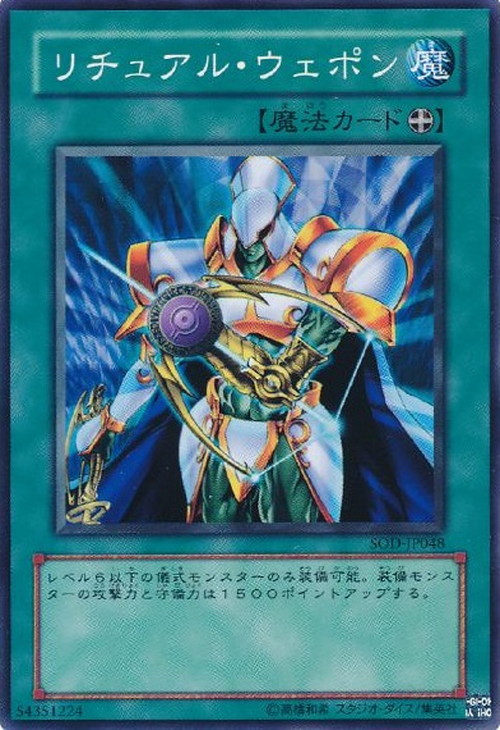 リチュアル・ウェポン 魔
【魔法カード】
SOD-JP048
レベル6以下の儀式モンスターのみ装備可能。装備モンス
ターの攻撃力と守備力は1500ポイントアップする。
54351224
©高橋和希 スタジオ・ダイス/集英社